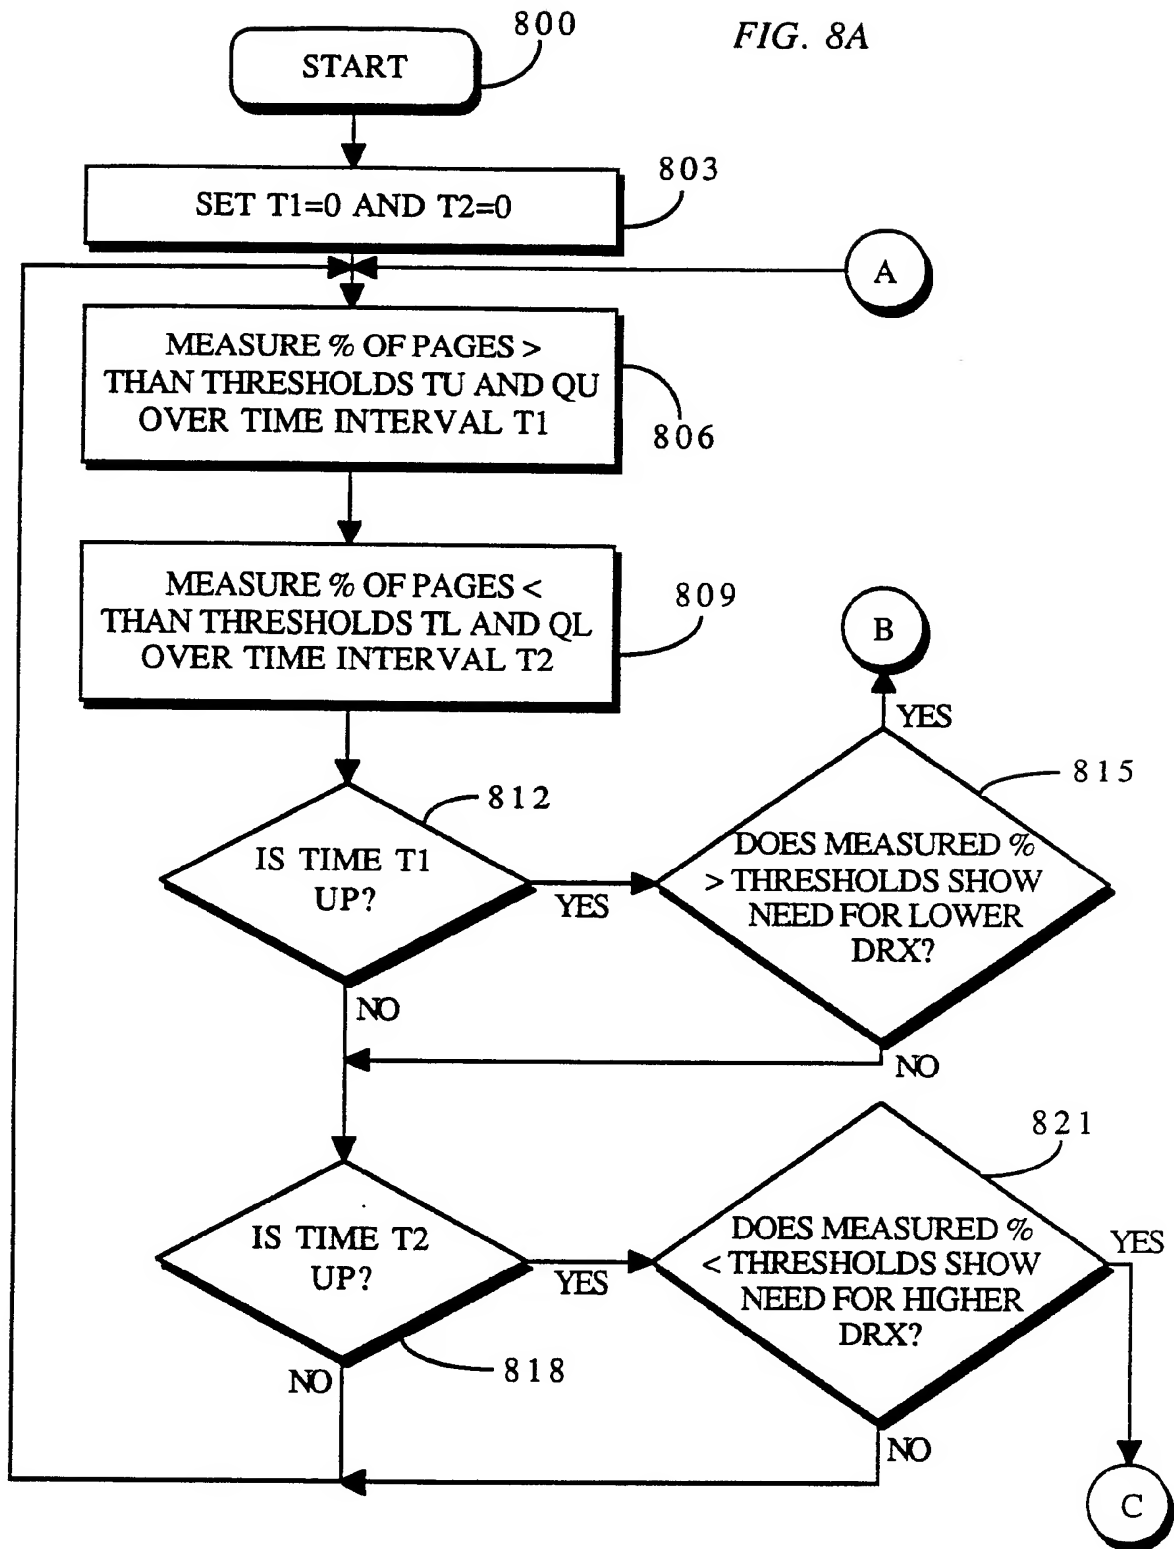 FIG. 8A
800
START
803
SET T1=0 AND T2=0
A
MEASURE % OF PAGES >
THAN THRESHOLDS TU AND QU
OVER TIME INTERVAL T1
806
MEASURE % OF PAGES <
THAN THRESHOLDS TL AND QL
OVER TIME INTERVAL T2
809
B
YES
812
815
IS TIME T1
UP?
YES
DOES MEASURED %
> THRESHOLDS SHOW
NEED FOR LOWER
DRX?
NO
NO
821
IS TIME T2
UP?
YES
DOES MEASURED %
< THRESHOLDS SHOW
NEED FOR HIGHER
DRX?
YES
818
NO
NO
C